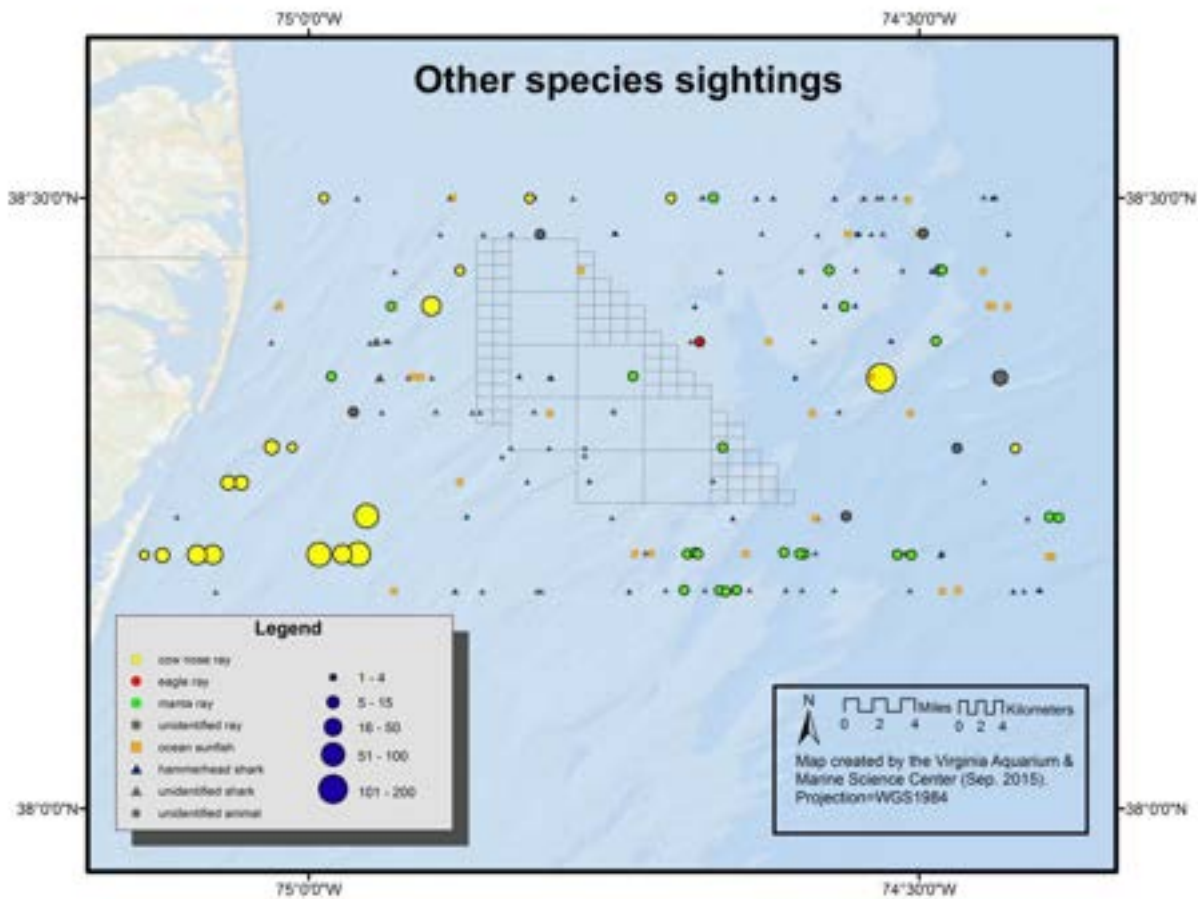 75°0'0"W 74°30'0"W
Other species sightings
38°30'0"N 38°30'0"N
Legend
cow nose ray
eagle ray
manta ray
unidentified ray
ocean sunfish
hammerhead shark
unidentified shark
unidentified animal
1 - 4
5 - 15
16 - 50
51 - 100
101 - 200
N
Miles Kilometers
0 2 4 0 2 4
Map created by the Virginia Aquarium &
Marine Science Center (Sep. 2015).
Projection=WGS1984
38°0'0"N 38°0'0"N
75°0'0"W 74°30'0"W